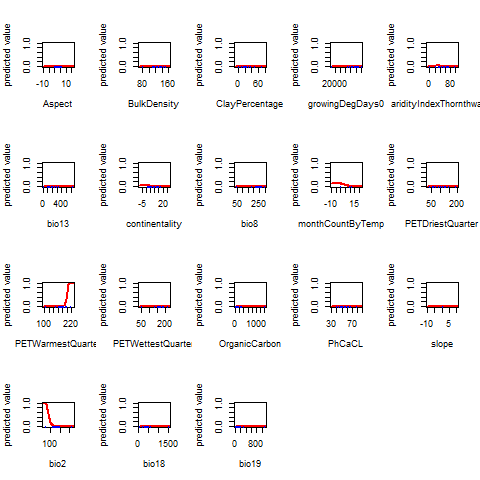 predicted value 0.0 1.0 -10 10 Aspect
predicted value 0.0 1.0 80 160 BulkDensity
predicted value 0.0 1.0 0 60 ClayPercentage
predicted value 0.0 1.0 20000 growingDegDays0
predicted value 0.0 1.0 0 80 aridityIndexThornthwa
predicted value 0.0 1.0 0 400 bio13
predicted value 0.0 1.0 -5 20 continentality
predicted value 0.0 1.0 50 250 bio8
predicted value 0.0 1.0 -10 15 monthCountByTemp
predicted value 0.0 1.0 50 200 PETDriestQuarter
predicted value 0.0 1.0 100 220 PETWarmestQuarte
predicted value 0.0 1.0 50 200 PETWettestQuarte
predicted value 0.0 1.0 0 1000 OrganicCarbon
predicted value 0.0 1.0 30 70 PhCaCL
predicted value 0.0 1.0 -10 5 slope
predicted value 0.0 1.0 100 bio2
predicted value 0.0 1.0 0 1500 bio18
predicted value 0.0 1.0 0 800 bio19